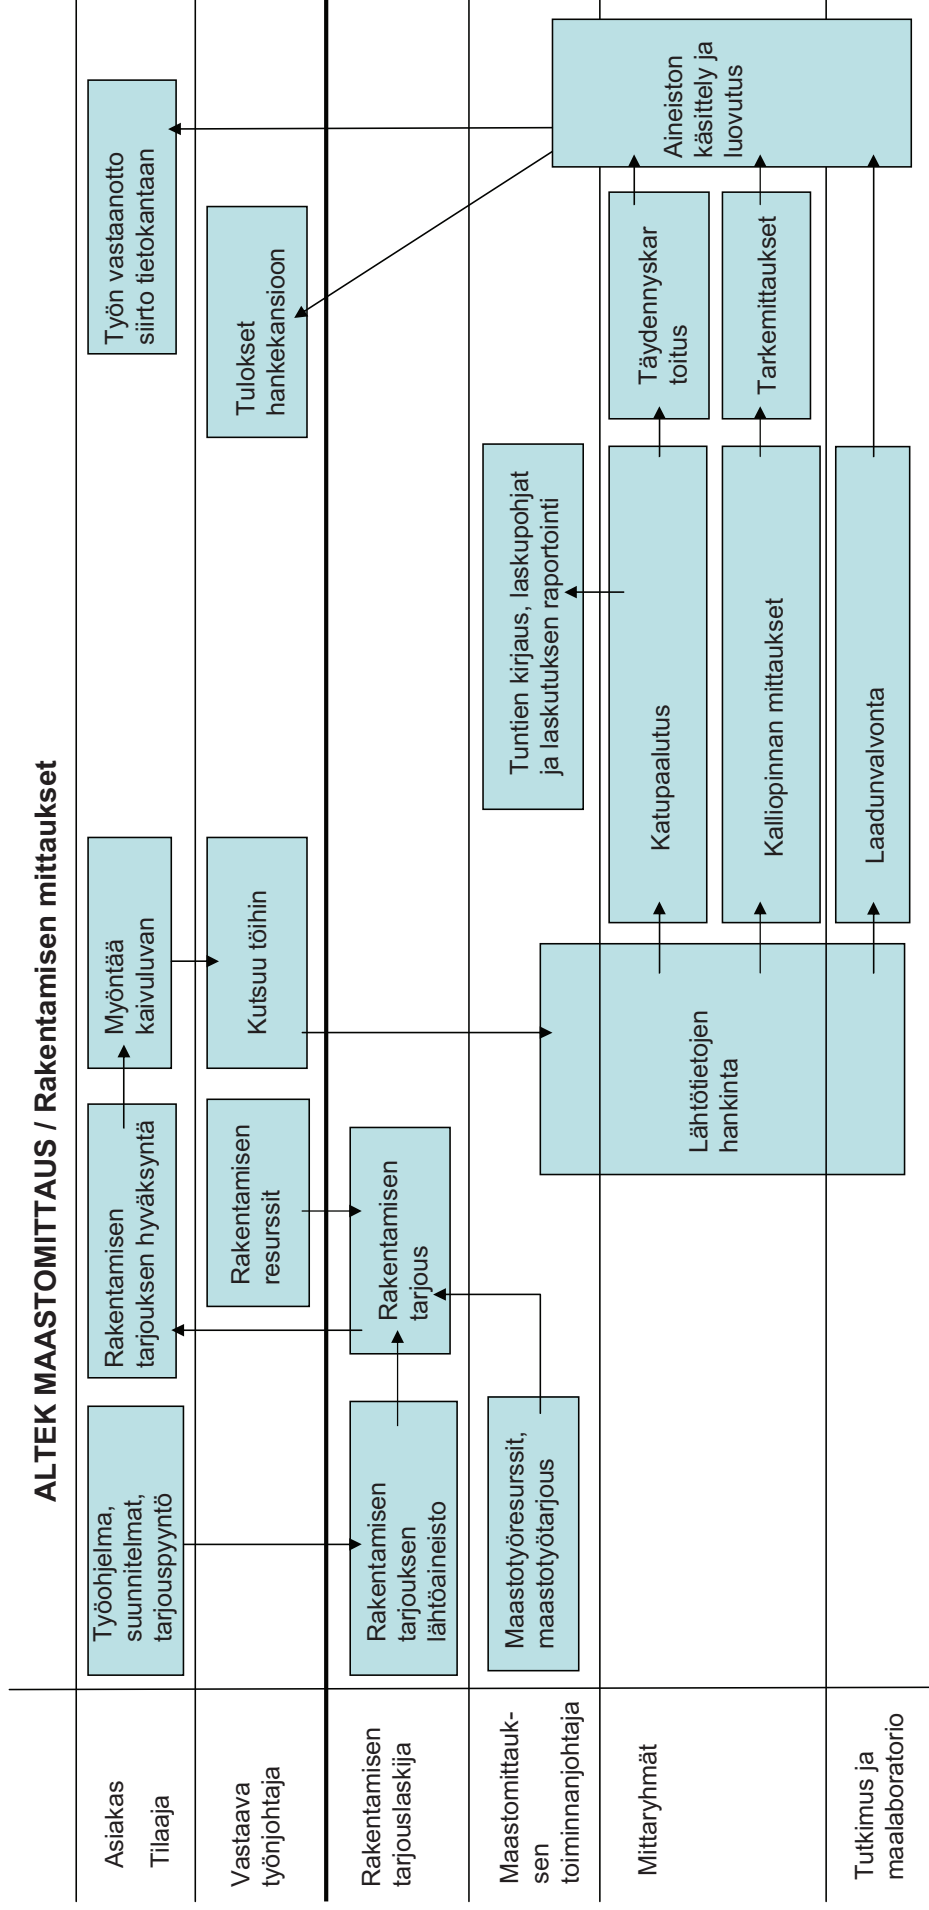 ALTEK MAASTOMITTAUS / Rakentamisen mittaukset
Asiakas
Tilaaja
Työohjelma,
suunnitelmat,
tarjouspyyntö
Rakentamisen
tarjouksen hyväksyntä
Myöntää
kaivuluvan
Työn vastaanotto
siirto tietokantaan
Vastaava
työnjohtaja
Rakentamisen
resurssit
Kutsuu töihin
Tulokset
hankekansioon
Rakentamisen
tarjouslaskija
Rakentamisen
tarjouksen
lähtöaineisto
Rakentamisen
tarjous
Maastomittauk-
sen
toiminnanjohtaja
Maastotyöresurssit,
maastotyötarjous
Tuntien kirjaus, laskupohjat
ja laskutuksen raportointi
Mittaryhmät
Lähtötietojen
hankinta
Katupaalutus
Täydennyskar
toitus
Kalliopinnan mittaukset
Tarkemittaukset
Aineiston
käsittely ja
luovutus
Tutkimus ja
maalaboratorio
Laadunvalvonta